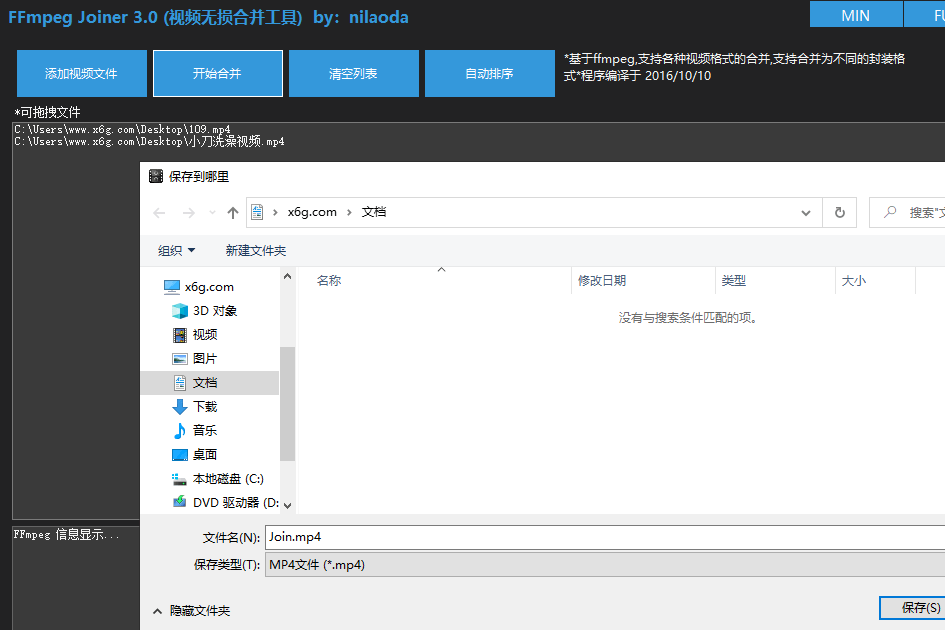 FFmpeg Joiner 3.0 (视频无损合并工具) by: nilaoda
MIN
添加视频文件
开始合并
清空列表
自动排序
*基于ffmpeg,支持各种视频格式的合并,支持合并为不同的封装格
式*程序编译于 2016/10/10
*可拖拽文件
C:\Users\www.x6g.com\Desktop\109.mp4
C:\Users\www.x6g.com\Desktop\小刀洗澡视频.mp4
保存到哪里
x6g.com
文档
搜索"文
组织
新建文件夹
名称
修改日期
类型
大小
没有与搜索条件匹配的项。
x6g.com
3D 对象
视频
图片
文档
下载
音乐
桌面
本地磁盘 (C:)
DVD 驱动器 (D:
FFmpeg 信息显示...
文件名(N):
Join.mp4
保存类型(T):
MP4文件 (*.mp4)
隐藏文件夹
保存(S)